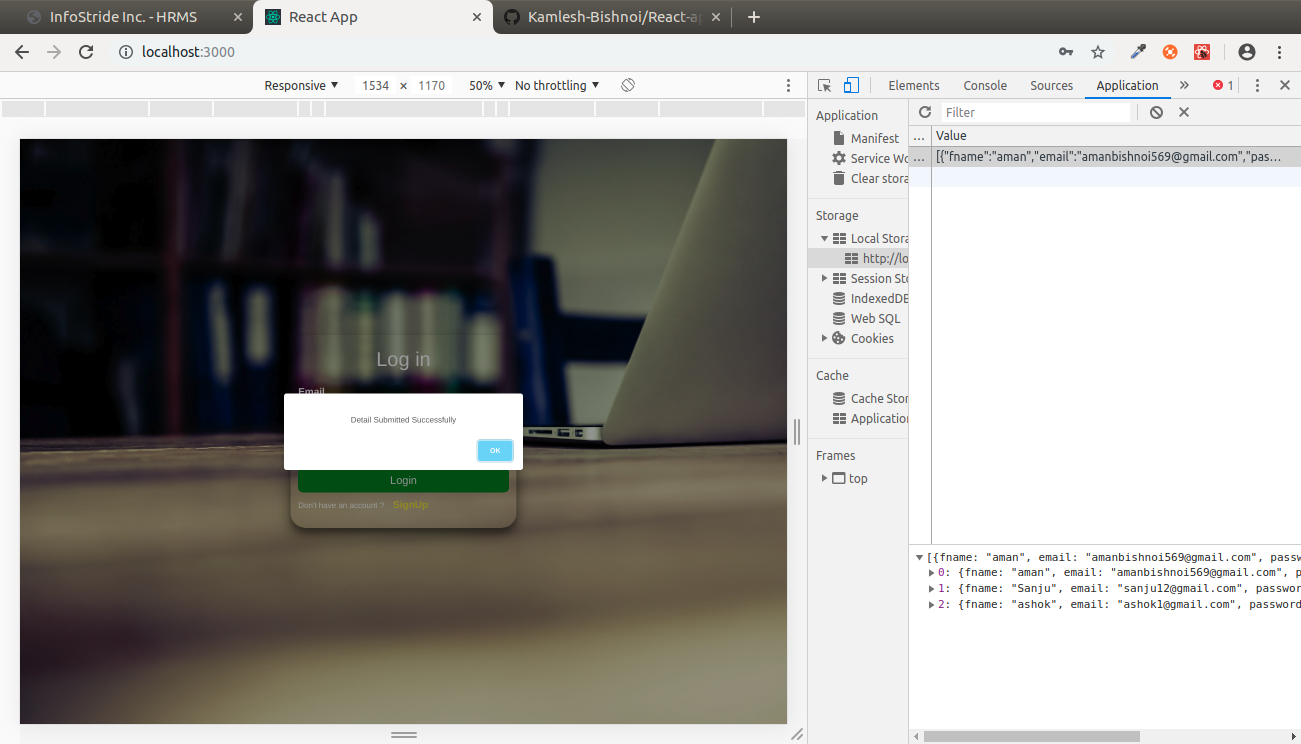 InfoStride Inc. - HRMS
React App
Kamlesh-Bishnoi/React-ap
localhost:3000
Responsive 1534 × 1170 50% No throttling
Elements Console Sources Application » 1
Application
Manifest
Service Wo
Clear stora
Storage
Local Stora
http://lo
Session Sto
IndexedDB
Web SQL
Cookies
Cache
Cache Stor
Application
Frames
top
Filter
... Value
... [{"fname":"aman","email":"amanbishnoi569@gmail.com","pas...
[{fname: "aman", email: "amanbishnoi569@gmail.com", passw
0: {fname: "aman", email: "amanbishnoi569@gmail.com", p
1: {fname: "Sanju", email: "sanju12@gmail.com", password
2: {fname: "ashok", email: "ashok1@gmail.com", password
Log in
Email
Detail Submitted Successfully
OK
Login
Don't have an account ? SignUp